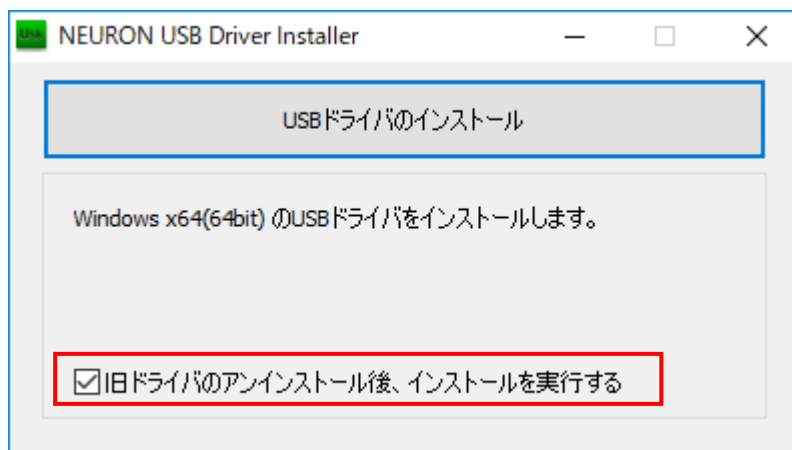 NEURON USB Driver Installer
USBドライバのインストール
Windows x64(64bit) のUSBドライバをインストールします。
旧ドライバのアンインストール後、インストールを実行する